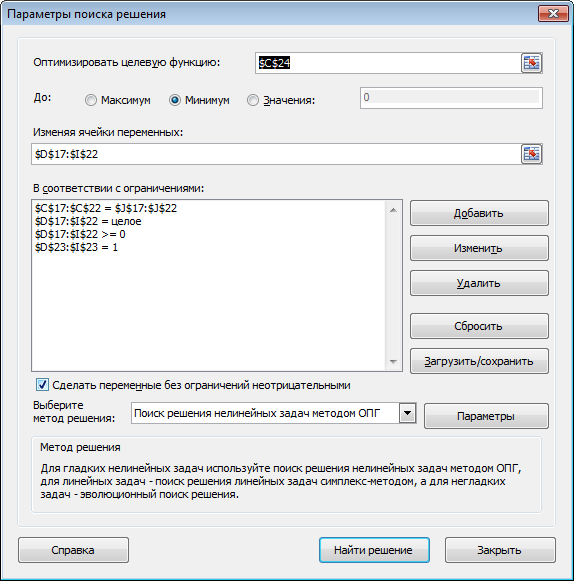 Параметры поиска решения
Оптимизировать целевую функцию: $C$24
До: Максимум Минимум Значения: 0
Изменяя ячейки переменных:
$D$17:$I$22
В соответствии с ограничениями:
$C$17:$C$22 = $J$17:$J$22
$D$17:$I$22 = целое
$D$17:$I$22 >= 0
$D$23:$I$23 = 1
Добавить
Изменить
Удалить
Сбросить
Загрузить/сохранить
Сделать переменные без ограничений неотрицательными
Выберите
метод решения:
Поиск решения нелинейных задач методом ОПГ
Параметры
Метод решения
Для гладких нелинейных задач используйте поиск решения нелинейных задач методом ОПГ,
для линейных задач - поиск решения линейных задач симплекс-методом, а для негладких
задач - эволюционный поиск решения.
Справка
Найти решение
Закрыть